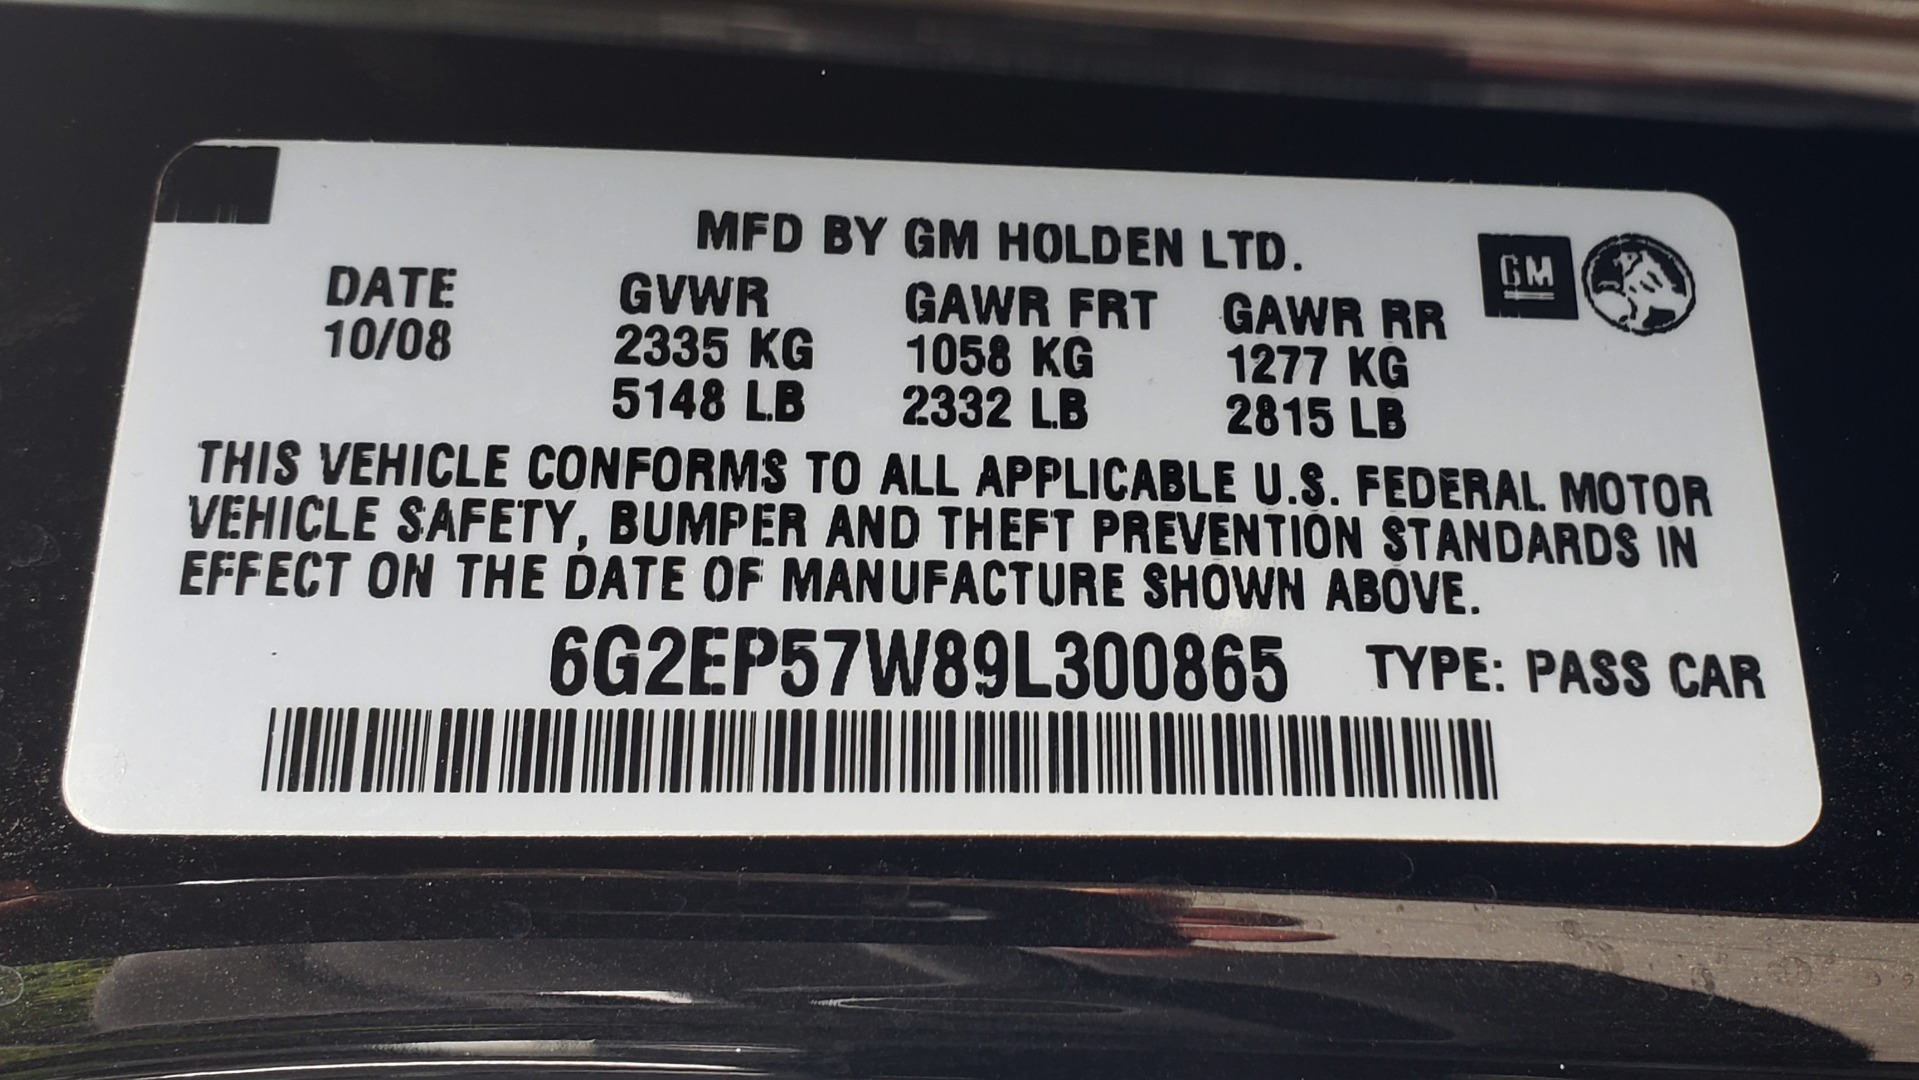 MFD BY GM HOLDEN LTD.
GM
DATE GVWR GAWR FRT GAWR RR
10/08 2335 KG 1058 KG 1277 KG
5148 LB 2332 LB 2815 LB
THIS VEHICLE CONFORMS TO ALL APPLICABLE U.S. FEDERAL MOTOR
VEHICLE SAFETY, BUMPER AND THEFT PREVENTION STANDARDS IN
EFFECT ON THE DATE OF MANUFACTURE SHOWN ABOVE.
6G2EP57W89L300865 TYPE: PASS CAR